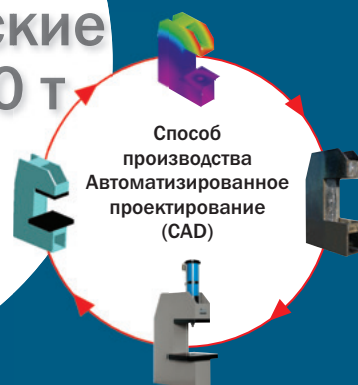 ские
0 т
Способ
производства
Автоматизированное
проектирование
(CAD)